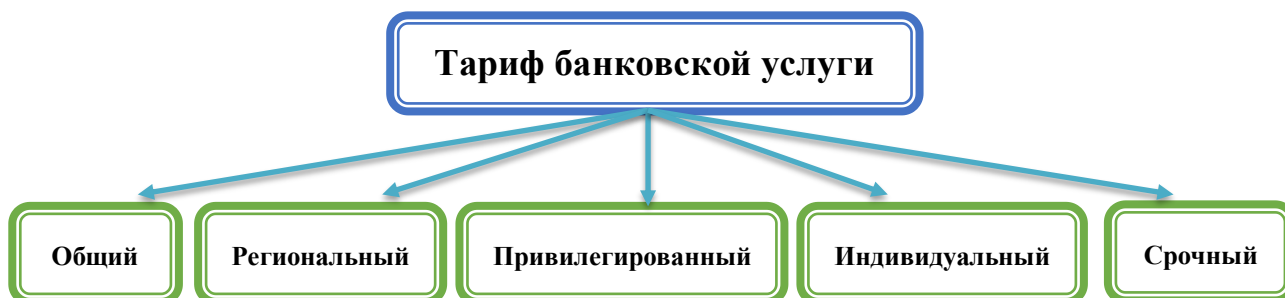 Тариф банковской услуги
Общий
Региональный
Привилегированный
Индивидуальный
Срочный